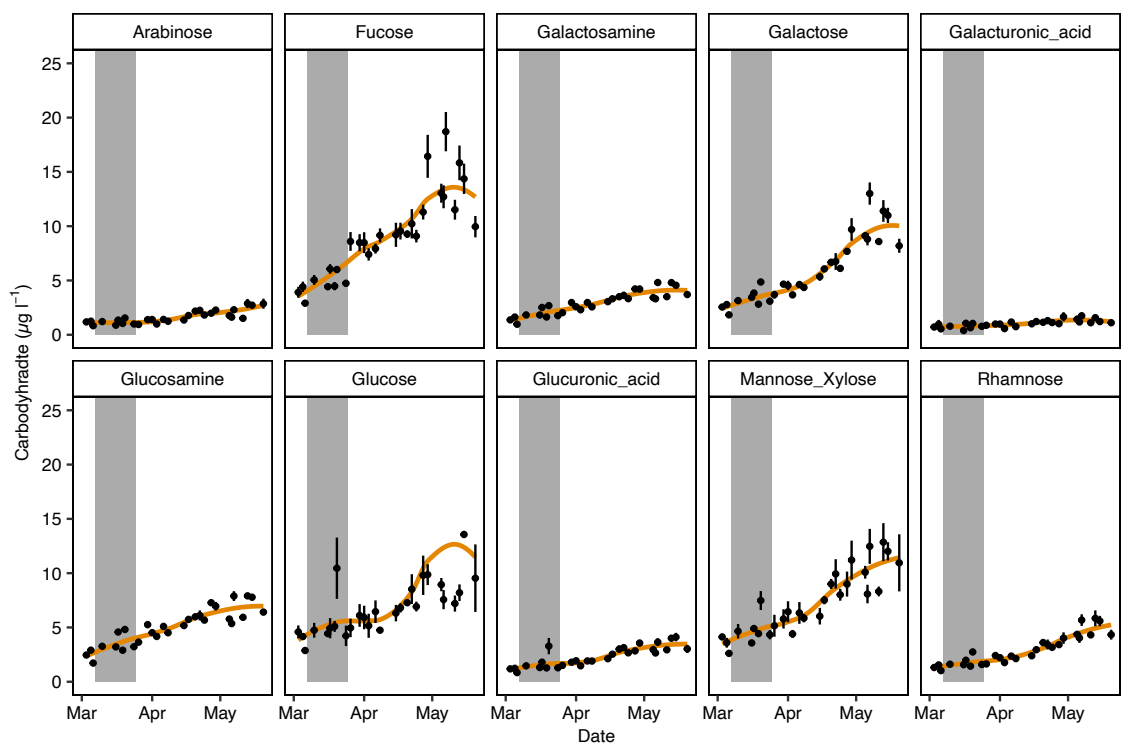 Arabinose Fucose Galactosamine Galactose Galacturonic_acid
25
20
15
10
5
0
Carbodyhradte (µg l⁻¹)
Glucosamine Glucose Glucuronic_acid Mannose_Xylose Rhamnose
25
20
15
10
5
0
Mar Apr May Mar Apr May Mar Apr May Mar Apr May Mar Apr May
Date